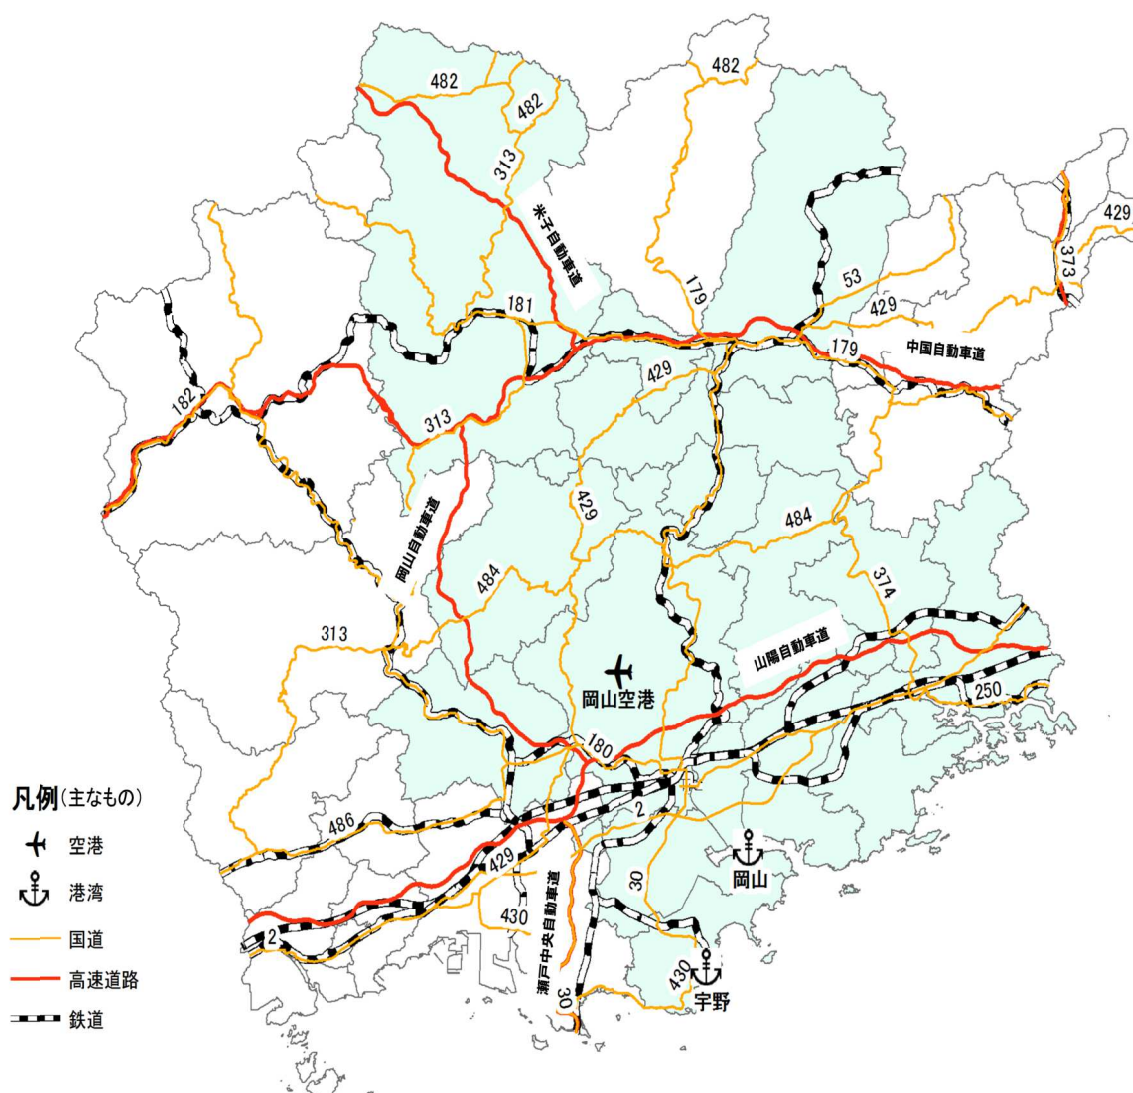 482
482
482
313
米子自動車道
429
373
53
179
181
429
中国自動車道
179
429
182
313
岡山自動車道
429
484
484
374
313
山陽自動車道
岡山空港
250
180
凡例(主なもの)
空港
港湾
国道
高速道路
鉄道
2
486
429
岡山
30
430
瀬戸中央自動車道
2
430
30
宇野